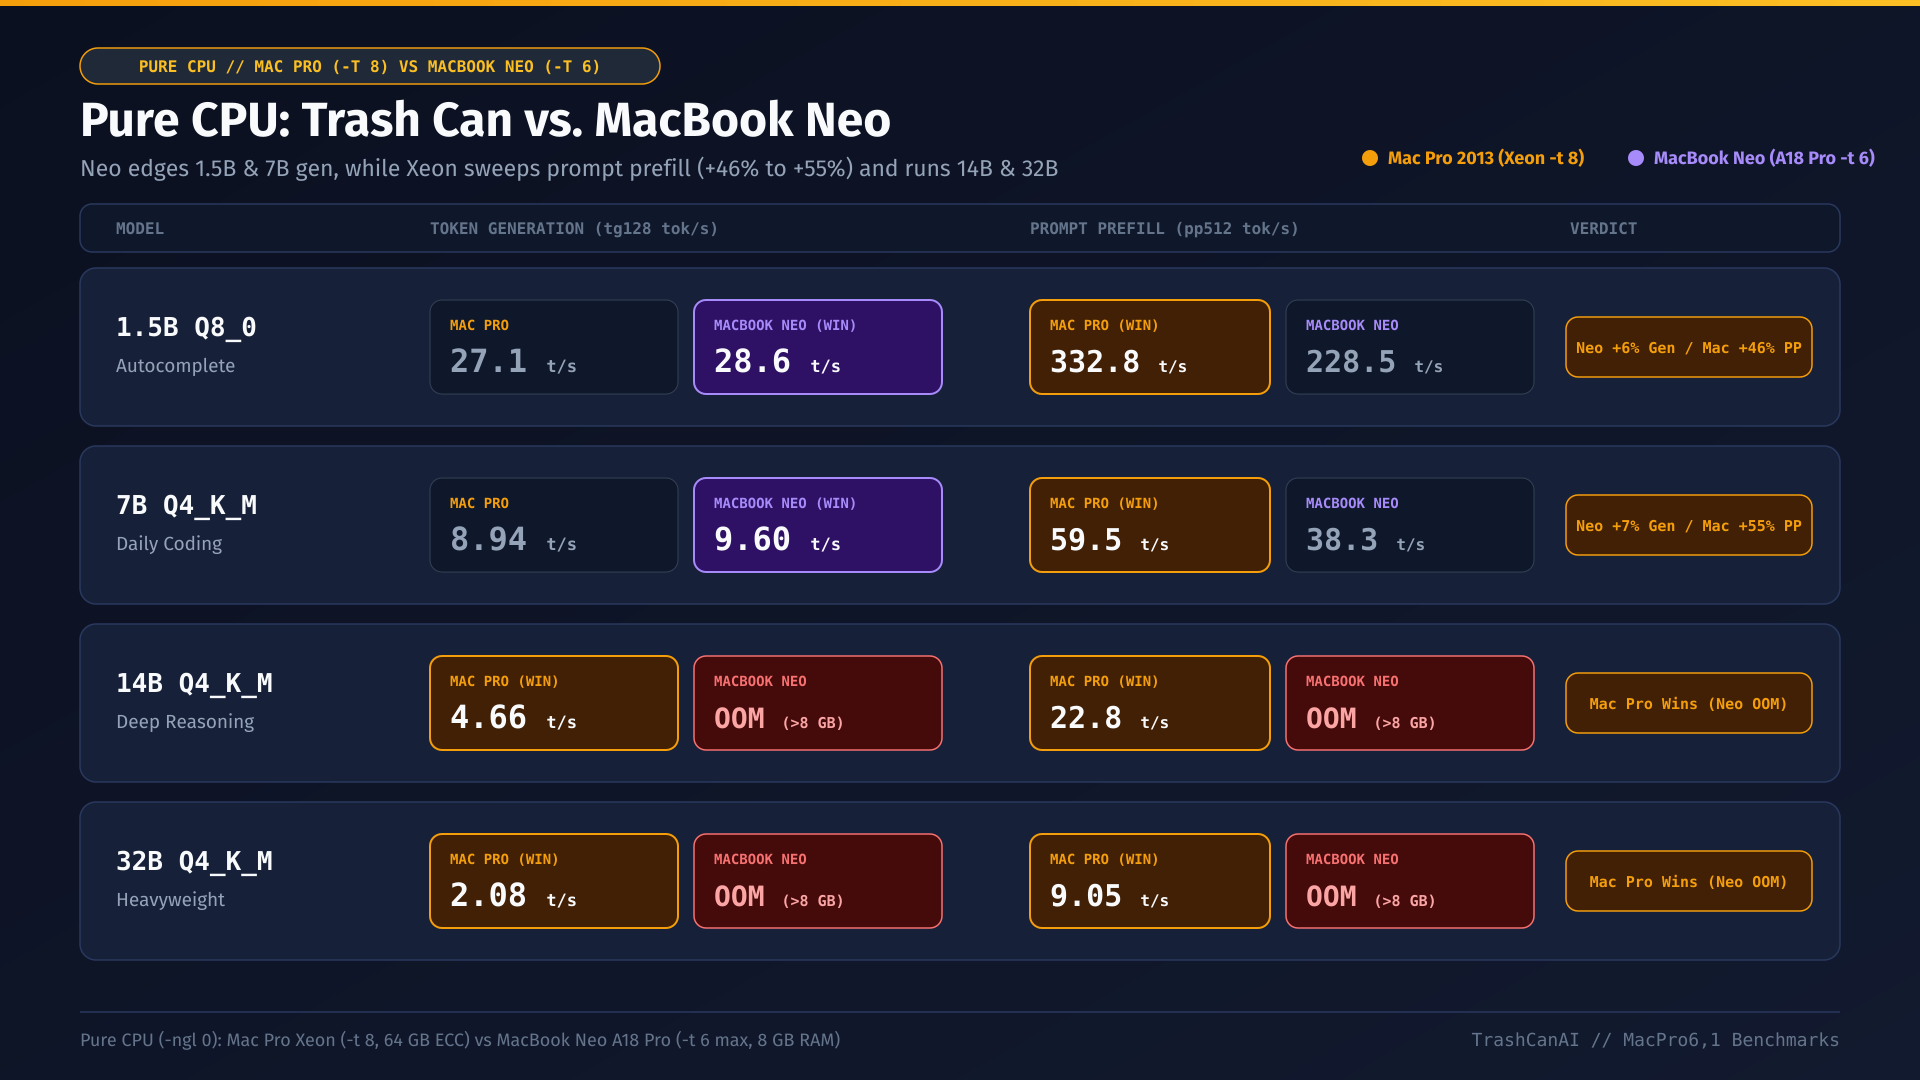 PURE CPU // MAC PRO (-T 8) VS MACBOOK NEO (-T 6)
Pure CPU: Trash Can vs. MacBook Neo
Neo edges 1.5B & 7B gen, while Xeon sweeps prompt prefill (+46% to +55%) and runs 14B & 32B
Mac Pro 2013 (Xeon -t 8)
MacBook Neo (A18 Pro -t 6)
MODEL
TOKEN GENERATION (tg128 tok/s)
PROMPT PREFILL (pp512 tok/s)
VERDICT
1.5B Q8_0
Autocomplete
MAC PRO
27.1 t/s
MACBOOK NEO (WIN)
28.6 t/s
MAC PRO (WIN)
332.8 t/s
MACBOOK NEO
228.5 t/s
Neo +6% Gen / Mac +46% PP
7B Q4_K_M
Daily Coding
MAC PRO
8.94 t/s
MACBOOK NEO (WIN)
9.60 t/s
MAC PRO (WIN)
59.5 t/s
MACBOOK NEO
38.3 t/s
Neo +7% Gen / Mac +55% PP
14B Q4_K_M
Deep Reasoning
MAC PRO (WIN)
4.66 t/s
MACBOOK NEO
OOM (>8 GB)
MAC PRO (WIN)
22.8 t/s
MACBOOK NEO
OOM (>8 GB)
Mac Pro Wins (Neo OOM)
32B Q4_K_M
Heavyweight
MAC PRO (WIN)
2.08 t/s
MACBOOK NEO
OOM (>8 GB)
MAC PRO (WIN)
9.05 t/s
MACBOOK NEO
OOM (>8 GB)
Mac Pro Wins (Neo OOM)
Pure CPU (-ngl 0): Mac Pro Xeon (-t 8, 64 GB ECC) vs MacBook Neo A18 Pro (-t 6 max, 8 GB RAM)
TrashCanAI // MacPro6,1 Benchmarks